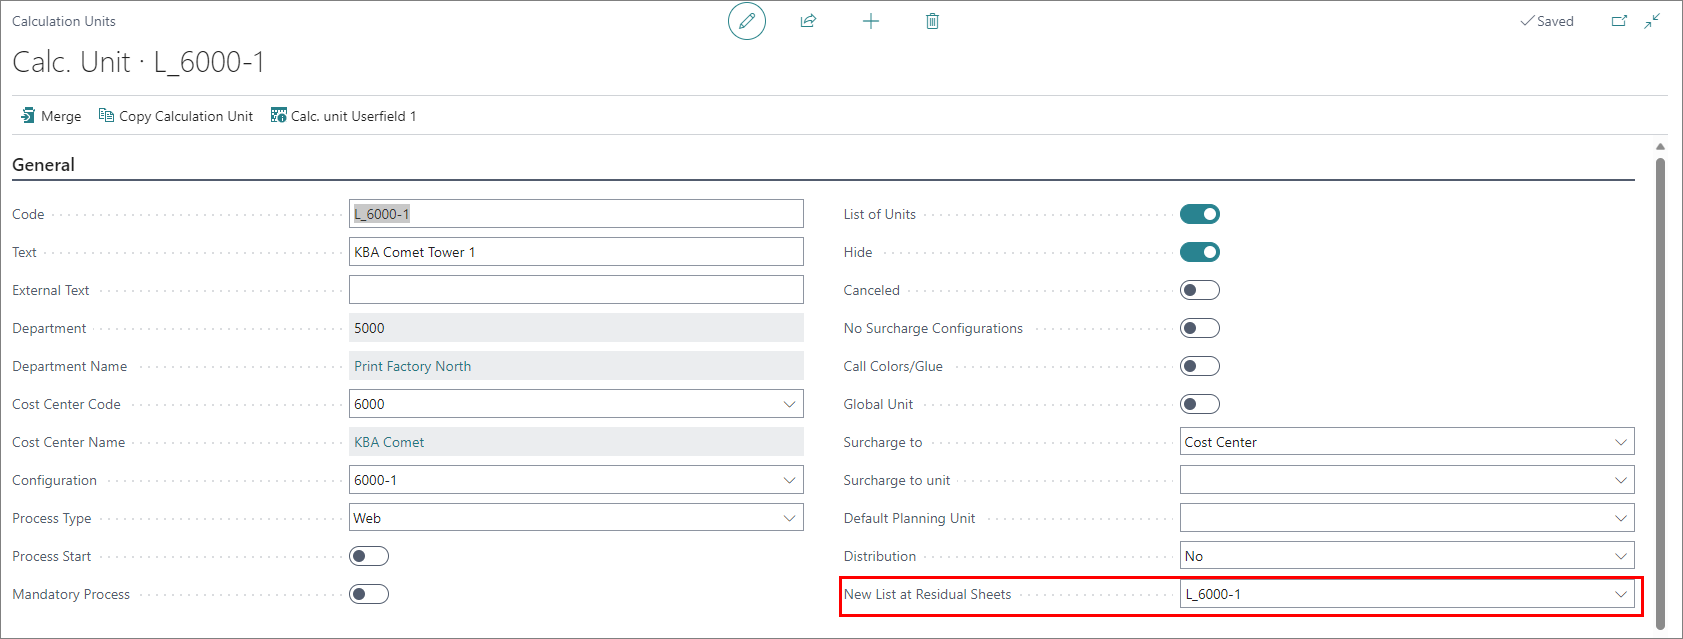 Calculation Units
Saved
Calc. Unit · L_6000-1
Merge
Copy Calculation Unit
Calc. unit Userfield 1
General
Code
L_6000-1
Text
KBA Comet Tower 1
External Text
Department
5000
Department Name
Print Factory North
Cost Center Code
6000
Cost Center Name
KBA Comet
Configuration
6000-1
Process Type
Web
Process Start
Mandatory Process
List of Units
Hide
Canceled
No Surcharge Configurations
Call Colors/Glue
Global Unit
Surcharge to
Cost Center
Surcharge to unit
Default Planning Unit
Distribution
No
New List at Residual Sheets
L_6000-1